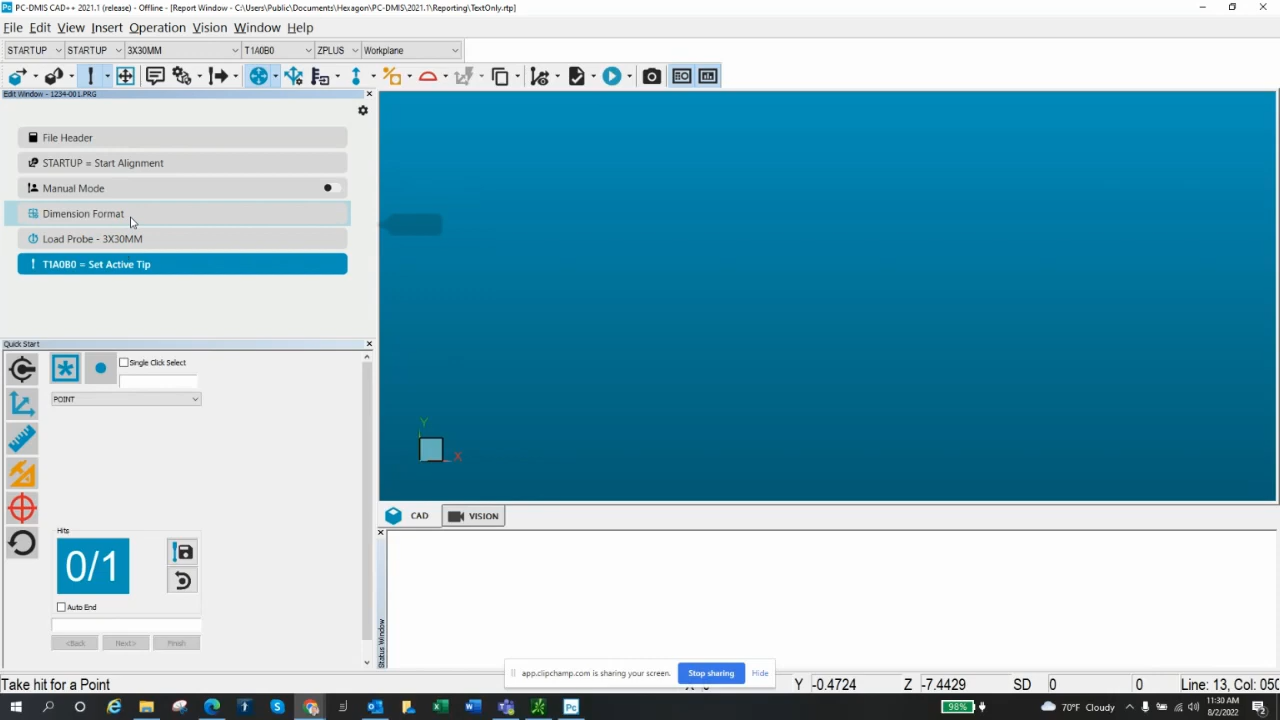 PC-DMIS CAD++ 2021.1 (release) - Offline - [Report Window - C:\Users\Public\Documents\Hexagon\PC-DMIS\2021.1\Reporting\TextOnly.rtp]
File Edit View Insert Operation Vision Window Help
STARTUP STARTUP 3X30MM T1A0B0 ZPLUS Workplane
Edit Window - 1234-001.PRG
File Header
STARTUP = Start Alignment
Manual Mode
Dimension Format
Load Probe - 3X30MM
T1A0B0 = Set Active Tip
Quick Start
Single Click Select
POINT
Y
X
CAD VISION
Hits
0/1
Auto End
<Back Next> Finish
Status Window
app.clipchamp.com is sharing your screen. Stop sharing Hide
Take hit for a Point Y -0.4724 Z -7.4429 SD 0 0 Line: 13, Col: 050
98% 70°F Cloudy 11:30 AM
8/2/2022